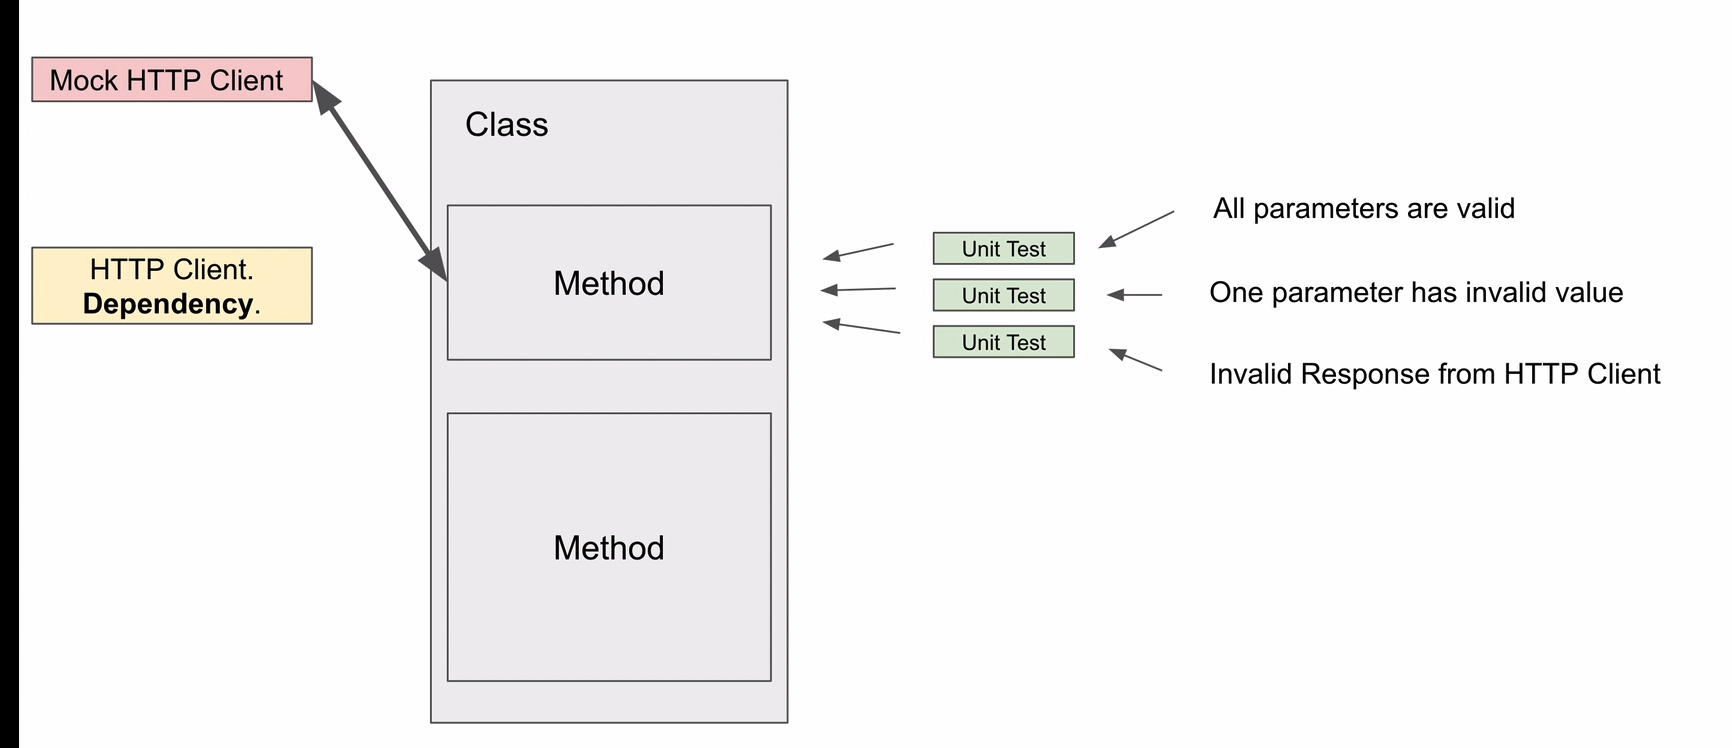 Mock HTTP Client
HTTP Client.
Dependency.
Class
Method
Method
Unit Test
Unit Test
Unit Test
All parameters are valid
One parameter has invalid value
Invalid Response from HTTP Client